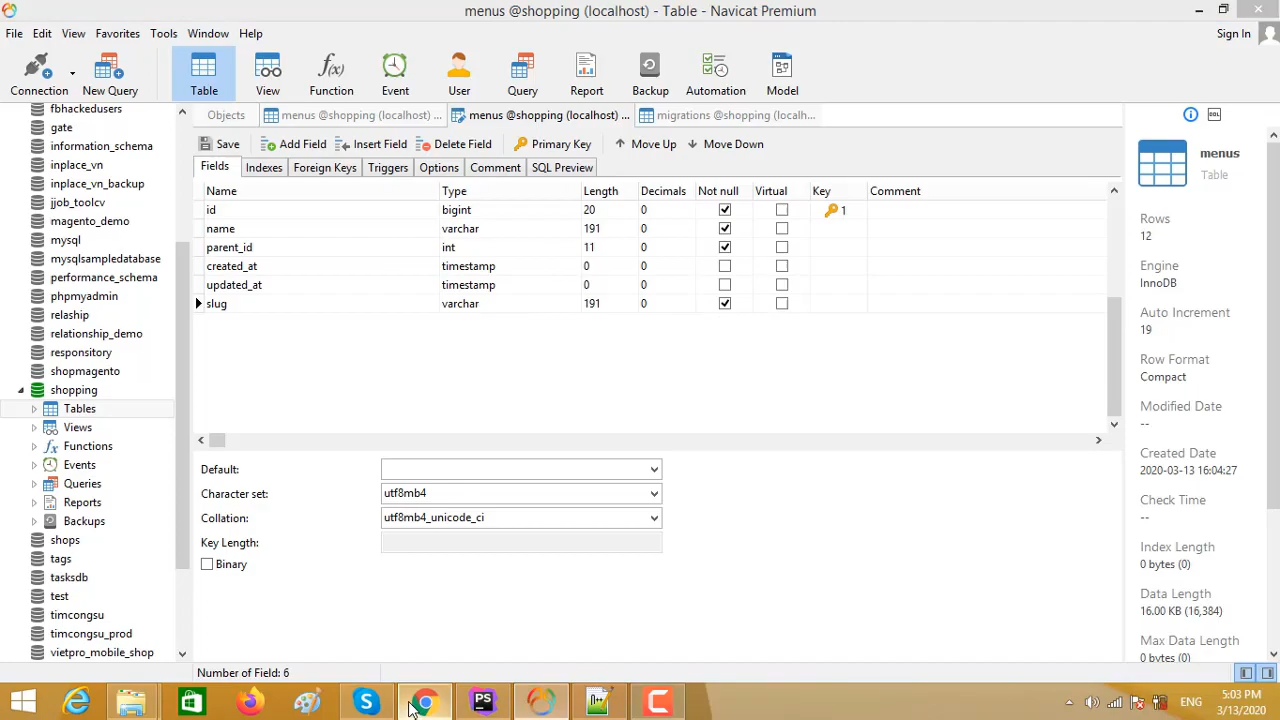 menus @shopping (localhost) - Table - Navicat Premium
File Edit View Favorites Tools Window Help Sign In
Connection New Query Table View Function Event User Query Report Backup Automation Model
f(x)
Objects menus @shopping (localhost) ... menus @shopping (localhost) ... migrations @shopping (localh...
Save Add Field Insert Field Delete Field Primary Key Move Up Move Down
Fields Indexes Foreign Keys Triggers Options Comment SQL Preview
Name Type Length Decimals Not null Virtual Key Comment
id bigint 20 0 1
name varchar 191 0
parent_id int 11 0
created_at timestamp 0 0
updated_at timestamp 0 0
slug varchar 191 0
Default:
Character set: utf8mb4
Collation: utf8mb4_unicode_ci
Key Length:
Binary
Number of Field: 6
fbhackedusers
gate
information_schema
inplace_vn
inplace_vn_backup
jjob_toolcv
magento_demo
mysql
mysqlsampledatabase
performance_schema
phpmyadmin
relaship
relationship_demo
responsitory
shopmagento
shopping
Tables
Views
Functions
Events
Queries
Reports
Backups
shops
tags
tasksdb
test
timcongsu
timcongsu_prod
vietpro_mobile_shop
menus
Table
Rows
12
Engine
InnoDB
Auto Increment
19
Row Format
Compact
Modified Date
--
Created Date
2020-03-13 16:04:27
Check Time
--
Index Length
0 bytes (0)
Data Length
16.00 KB (16,384)
Max Data Length
ENG
5:03 PM
3/13/2020